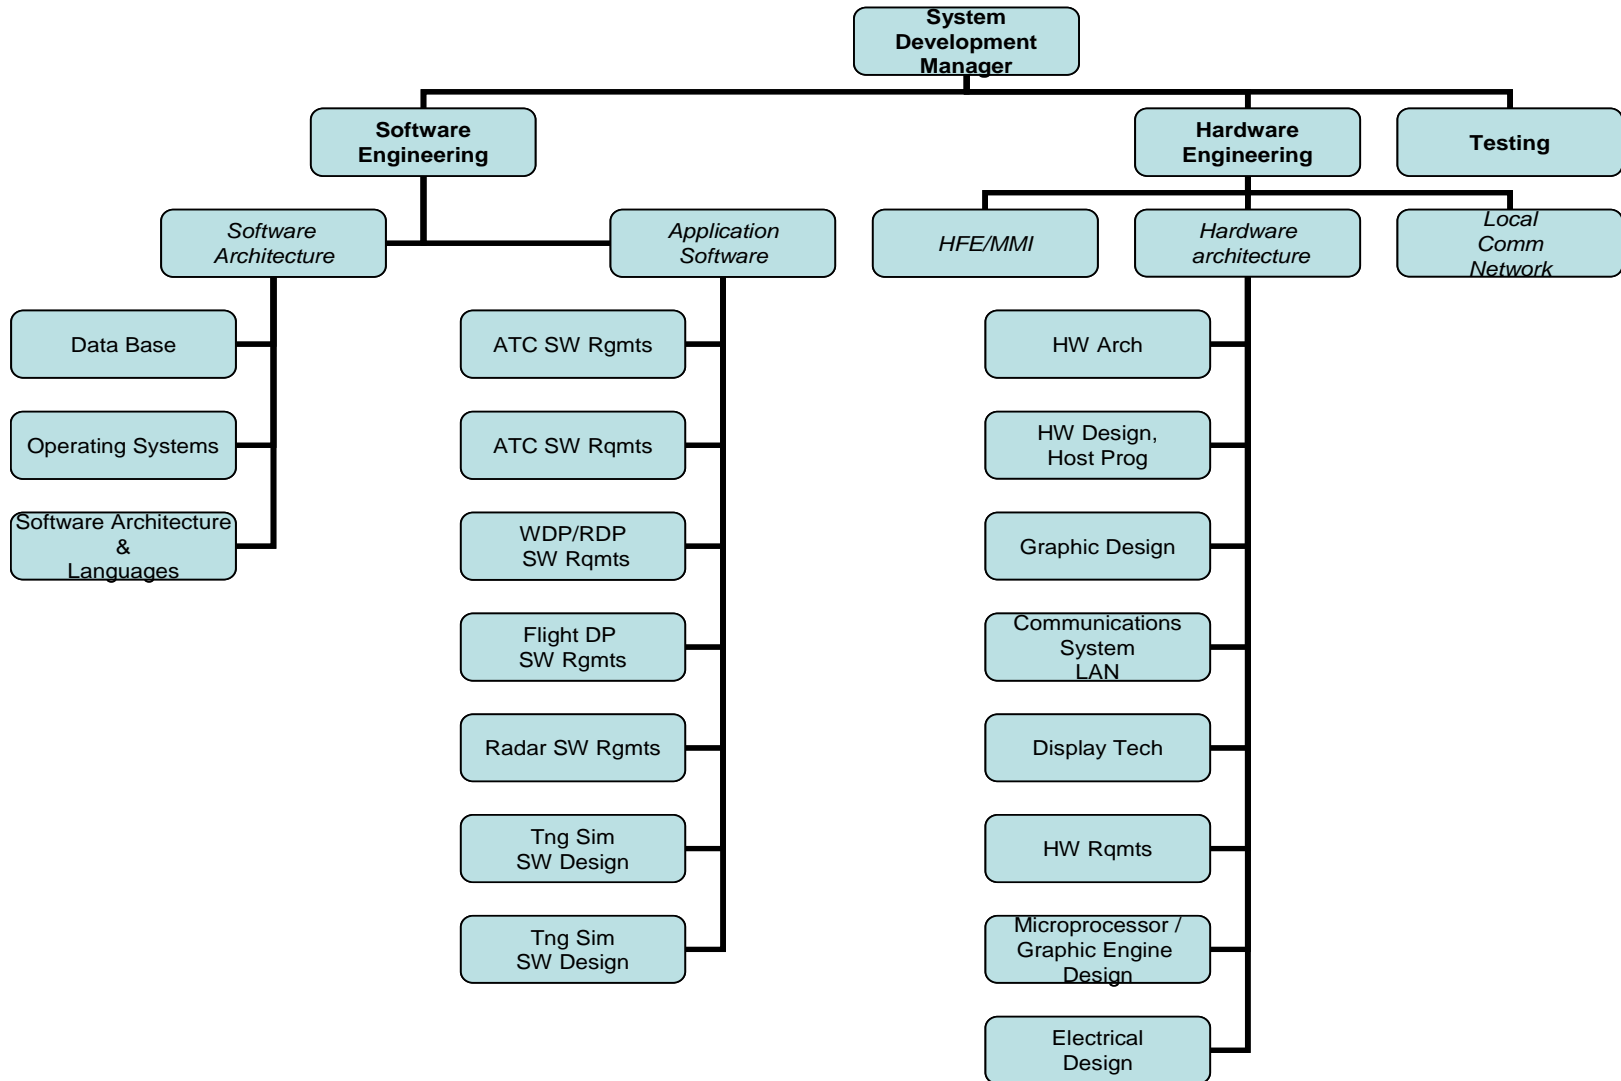 System
Development
Manager
Software
Engineering
Hardware
Engineering
Testing
Software
Architecture
Application
Software
HFE/MMI
Hardware
architecture
Local
Comm
Network
Data Base
ATC SW Rgmts
HW Arch
Operating Systems
ATC SW Rqmts
HW Design,
Host Prog
Software Architecture
&
Languages
WDP/RDP
SW Rqmts
Graphic Design
Flight DP
SW Rgmts
Communications
System
LAN
Radar SW Rgmts
Display Tech
Tng Sim
SW Design
HW Rqmts
Tng Sim
SW Design
Microprocessor /
Graphic Engine
Design
Electrical
Design